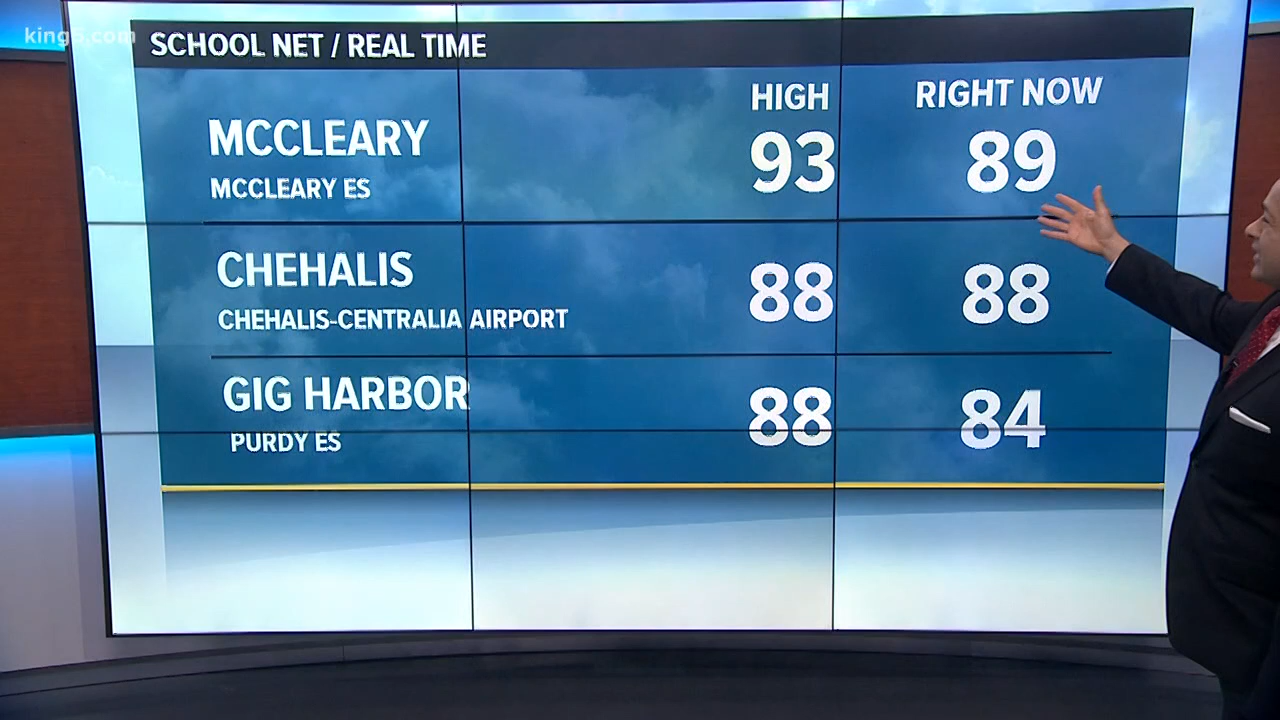 king5.com
SCHOOL NET / REAL TIME
HIGH RIGHT NOW
MCCLEARY 93 89
MCCLEARY ES
CHEHALIS 88 88
CHEHALIS-CENTRALIA AIRPORT
GIG HARBOR 88 84
PURDY ES